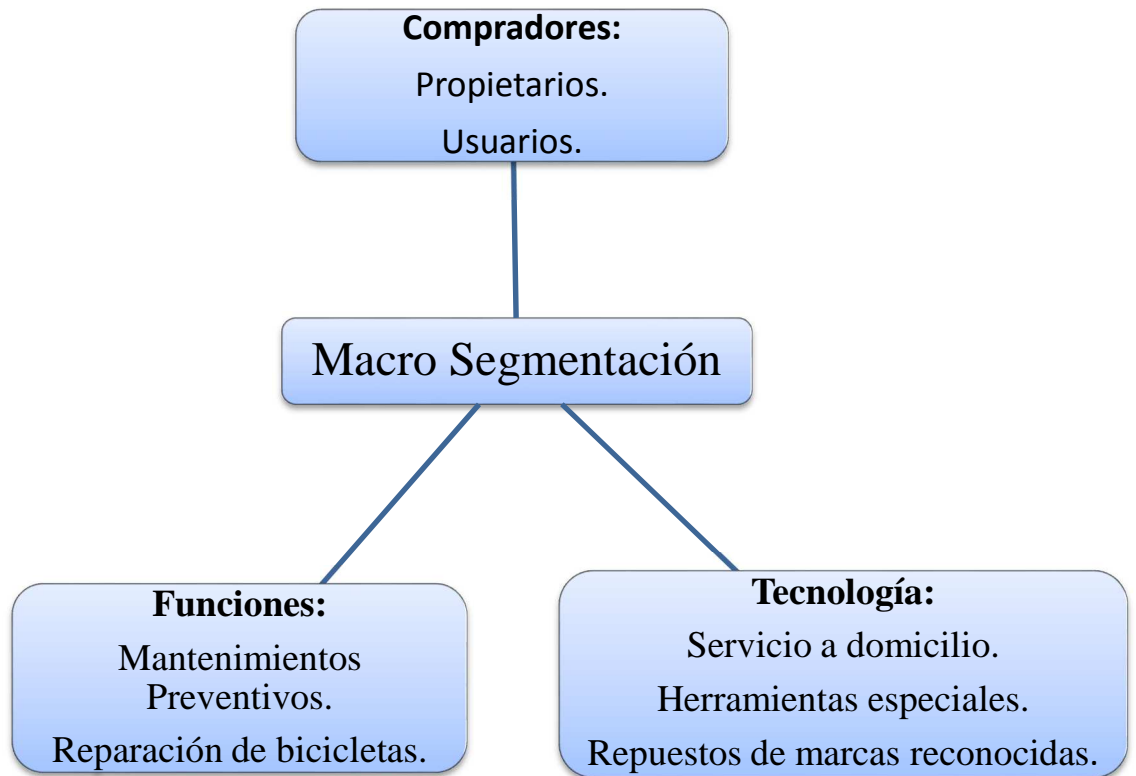 Compradores:
Propietarios.
Usuarios.
Macro Segmentación
Funciones:
Mantenimientos
Preventivos.
Reparación de bicicletas.
Tecnología:
Servicio a domicilio.
Herramientas especiales.
Repuestos de marcas reconocidas.